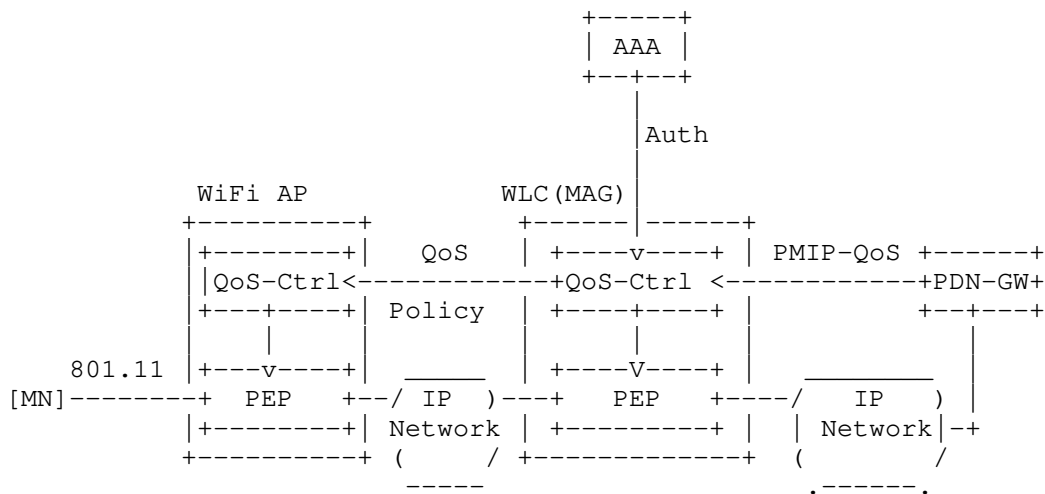 AAA
Auth
WiFi AP WLC(MAG)
QoS PMIP-QoS
QoS-Ctrl QoS-Ctrl PDN-GW
Policy
801.11
[MN] PEP IP PEP IP
Network Network